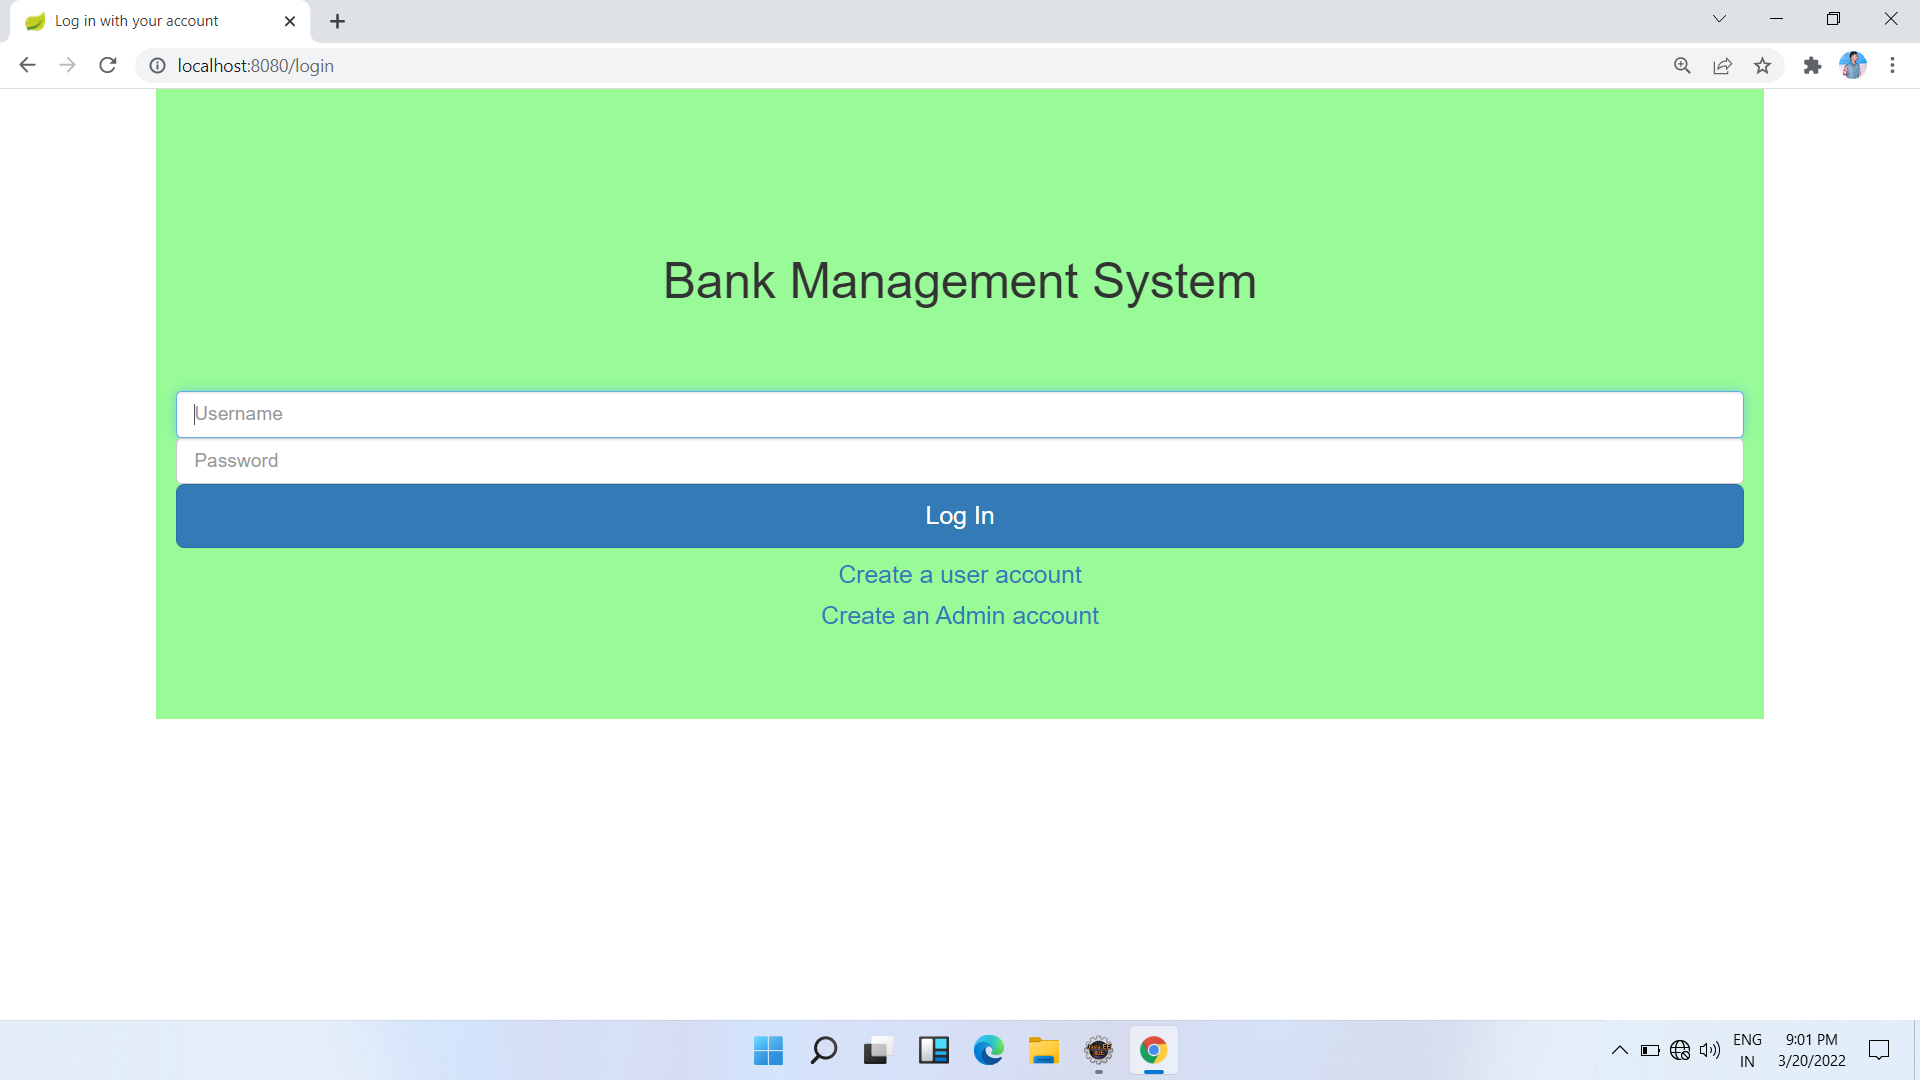 Log in with your account
localhost:8080/login
Bank Management System
Username
Password
Log In
Create a user account
Create an Admin account
ENG
IN
9:01 PM
3/20/2022